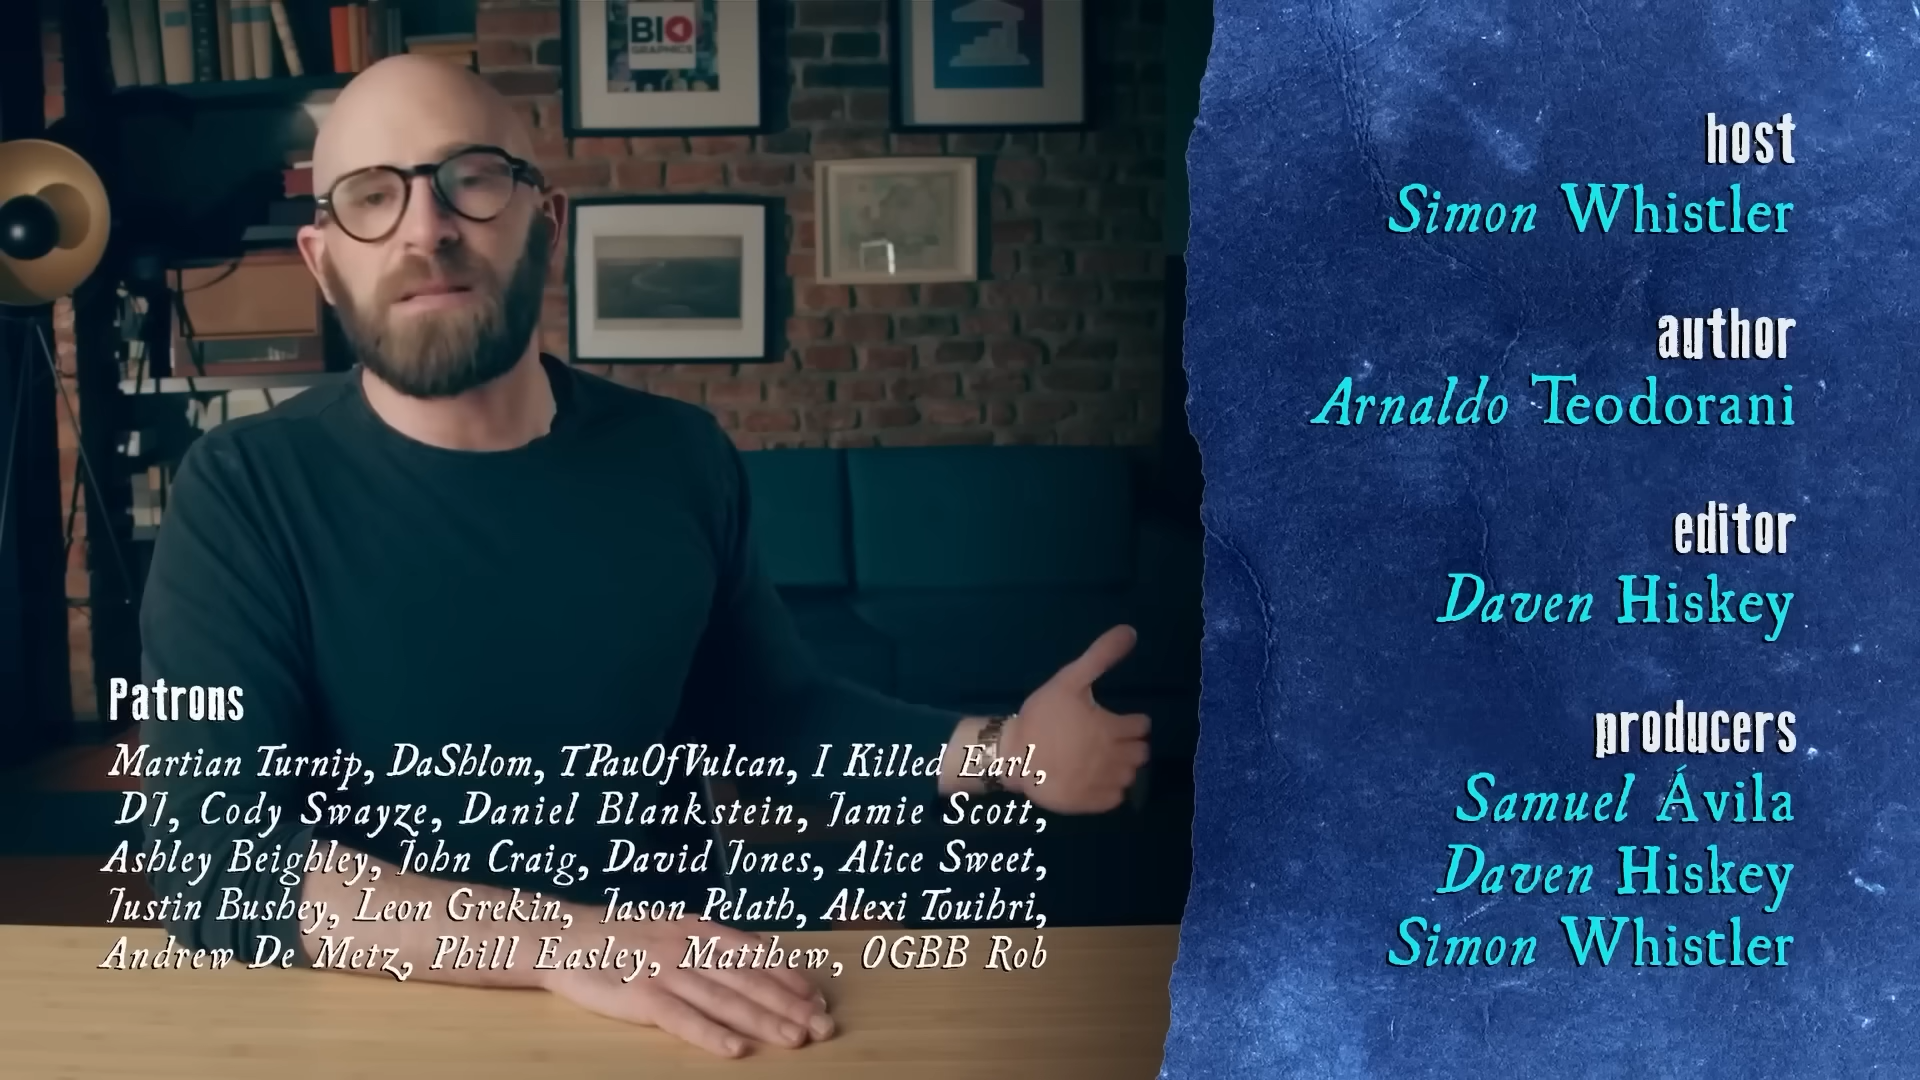 BIO
GRAPHICS
host
Simon Whistler
author
Arnaldo Teodorani
editor
Daven Hiskey
producers
Samuel Ávila
Daven Hiskey
Simon Whistler
Patrons
Martian Turnip, DaShlom, TPauOfVulcan, I Killed Earl,
DJ, Cody Swayze, Daniel Blankstein, Jamie Scott,
Ashley Beighley, John Craig, David Jones, Alice Sweet,
Justin Bushey, Leon Grekin, Jason Pelath, Alexi Touihri,
Andrew De Metz, Phill Easley, Matthew, OGBB Rob